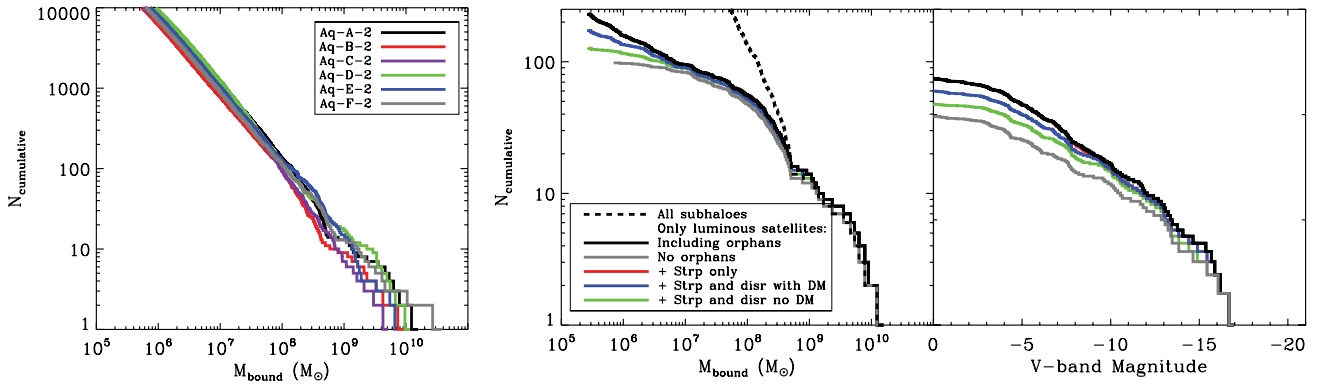 10000
1000
100
10
1
N_cumulative
Aq-A-2
Aq-B-2
Aq-C-2
Aq-D-2
Aq-E-2
Aq-F-2
10^5 10^6 10^7 10^8 10^9 10^10
M_bound (M_⊙)
100
10
1
N_cumulative
All subhaloes
Only luminous satellites:
Including orphans
No orphans
+ Strp only
+ Strp and disr with DM
+ Strp and disr no DM
10^5 10^6 10^7 10^8 10^9 10^10
M_bound (M_⊙)
0 -5 -10 -15 -20
V-band Magnitude